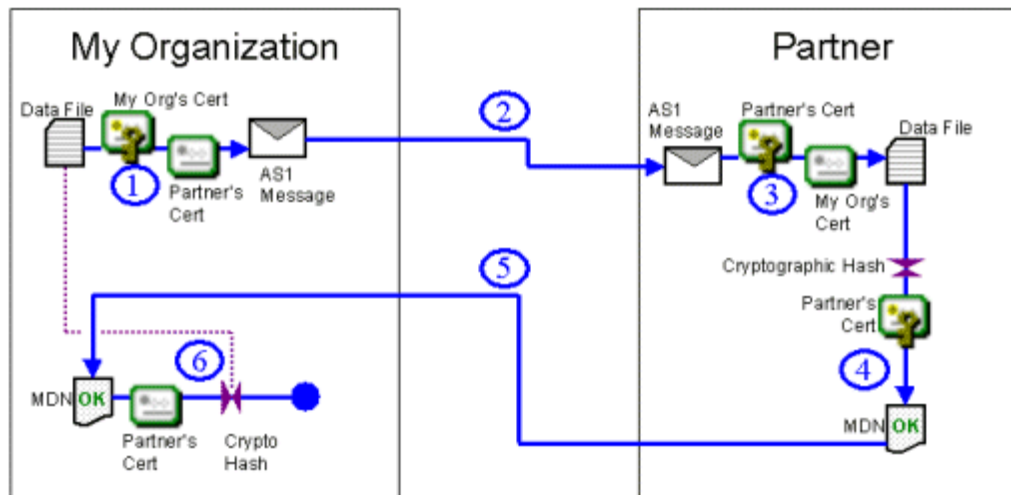 My Organization
Data File
My Org's Cert
1
Partner's
Cert
AS1
Message
2
Partner
AS1
Message
Partner's Cert
3
My Org's
Cert
Data File
Cryptographic Hash
Partner's
Cert
4
MDN OK
5
MDN OK
Partner's
Cert
6
Crypto
Hash